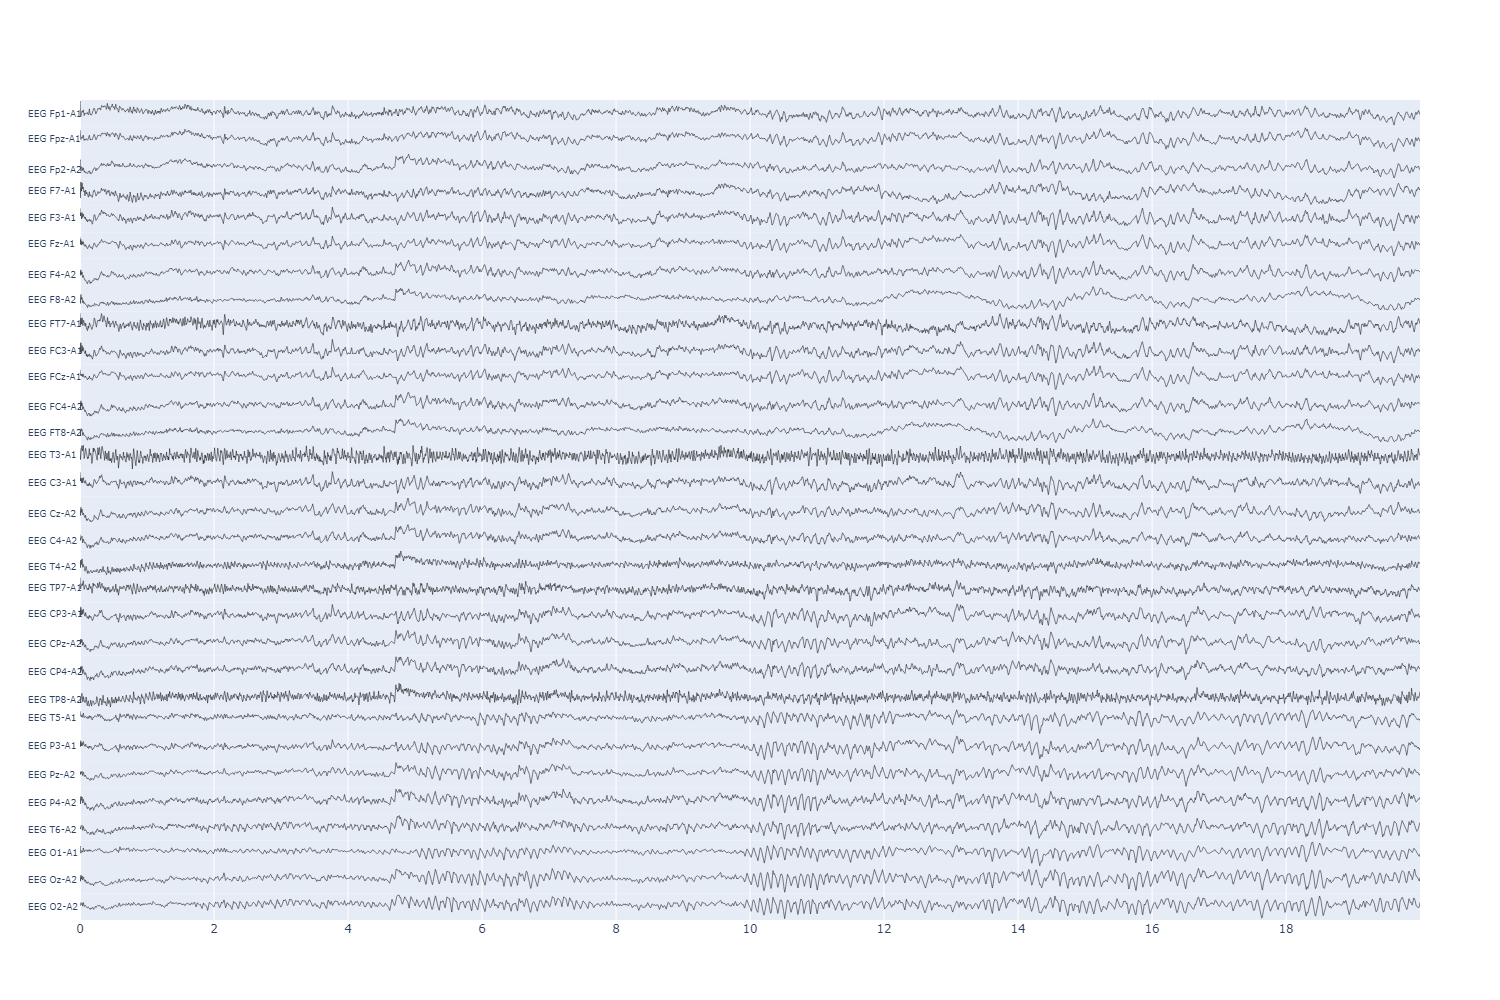 EEG Fp1-A1
EEG Fpz-A1
EEG Fp2-A2
EEG F7-A1
EEG F3-A1
EEG Fz-A1
EEG F4-A2
EEG F8-A2
EEG FT7-A1
EEG FC3-A1
EEG FCz-A1
EEG FC4-A2
EEG FT8-A2
EEG T3-A1
EEG C3-A1
EEG Cz-A2
EEG C4-A2
EEG T4-A2
EEG TP7-A1
EEG CP3-A1
EEG CPz-A2
EEG CP4-A2
EEG TP8-A2
EEG T5-A1
EEG P3-A1
EEG Pz-A2
EEG P4-A2
EEG T6-A2
EEG O1-A1
EEG Oz-A2
EEG O2-A2
0 2 4 6 8 10 12 14 16 18